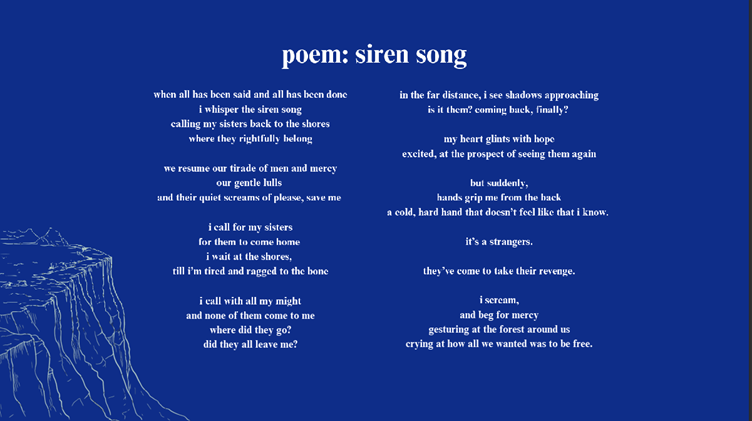 poem: siren song
when all has been said and all has been done
i whisper the siren song
calling my sisters back to the shores
where they rightfully belong
we resume our tirade of men and mercy
our gentle lulls
and their quiet screams of please, save me
i call for my sisters
for them to come home
i wait at the shores,
till i'm tired and ragged to the bone
i call with all my might
and none of them come to me
where did they go?
did they all leave me?
in the far distance, i see shadows approaching
is it them? coming back, finally?
my heart glints with hope
excited, at the prospect of seeing them again
but suddenly,
hands grip me from the back
a cold, hard hand that doesn't feel like that i know.
it's a strangers.
they've come to take their revenge.
i scream,
and beg for mercy
gesturing at the forest around us
crying at how all we wanted was to be free.